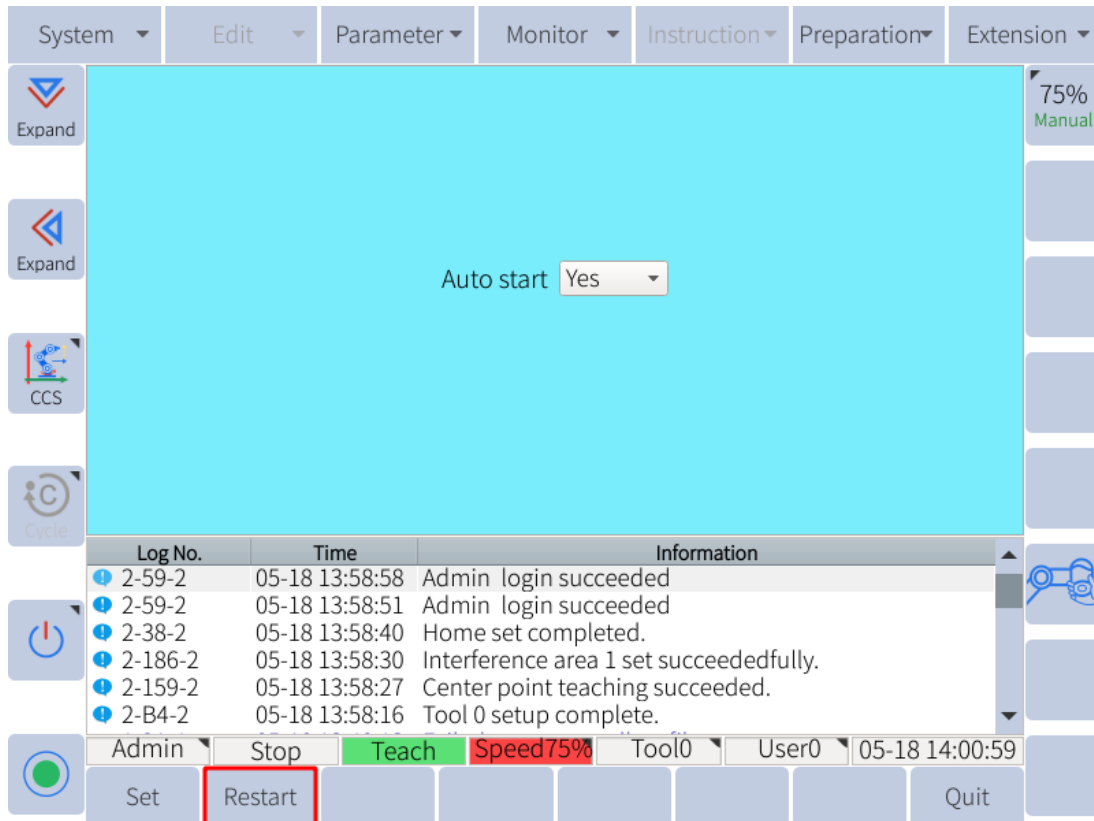 System Edit Parameter Monitor Instruction Preparation Extension
Expand
75%
Manual
Expand
Auto start Yes
CCS
Cycle
Log No. Time Information
2-59-2 05-18 13:58:58 Admin login succeeded
2-59-2 05-18 13:58:51 Admin login succeeded
2-38-2 05-18 13:58:40 Home set completed.
2-186-2 05-18 13:58:30 Interference area 1 set succeededfully.
2-159-2 05-18 13:58:27 Center point teaching succeeded.
2-B4-2 05-18 13:58:16 Tool 0 setup complete.
Admin Stop Teach Speed75% Tool0 User0 05-18 14:00:59
Set Restart Quit